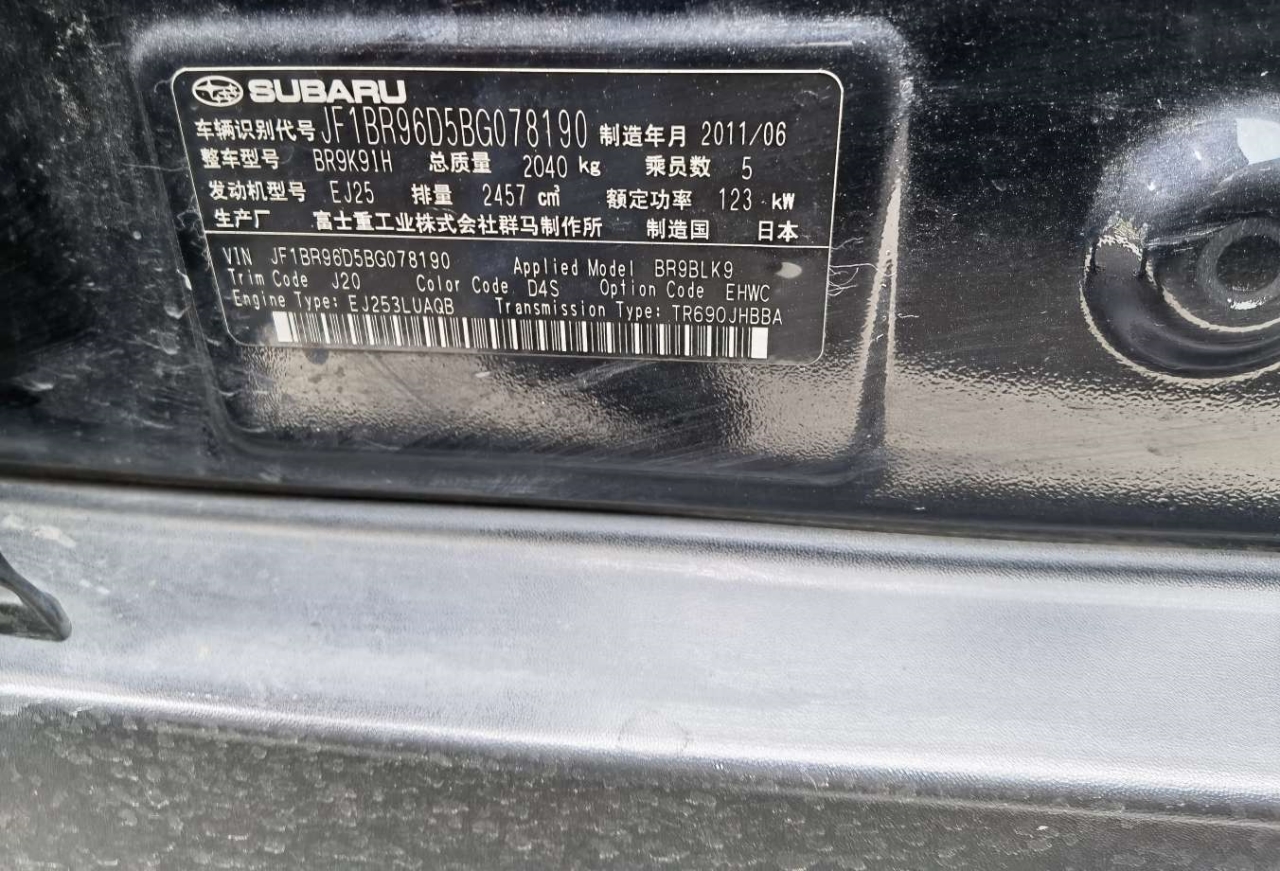 SUBARU
车辆识别代号 JF1BR96D5BG078190 制造年月 2011/06
整车型号 BR9K9IH 总质量 2040 kg 乘员数 5
发动机型号 EJ25 排量 2457 cm³ 额定功率 123 kW
生产厂 富士重工业株式会社群马制作所 制造国 日本
VIN JF1BR96D5BG078190 Applied Model BR9BLK9
Trim Code J20 Color Code D4S Option Code EHWC
Engine Type: EJ253LUAQB Transmission Type: TR690JHBBA